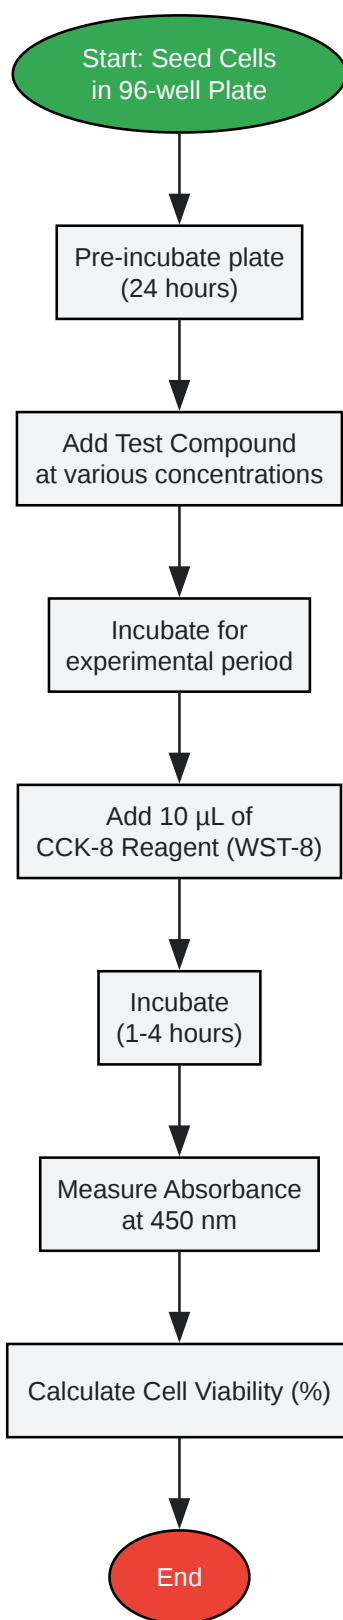 Start: Seed Cells
in 96-well Plate
Pre-incubate plate
(24 hours)
Add Test Compound
at various concentrations
Incubate for
experimental period
Add 10 µL of
CCK-8 Reagent (WST-8)
Incubate
(1-4 hours)
Measure Absorbance
at 450 nm
Calculate Cell Viability (%)
End